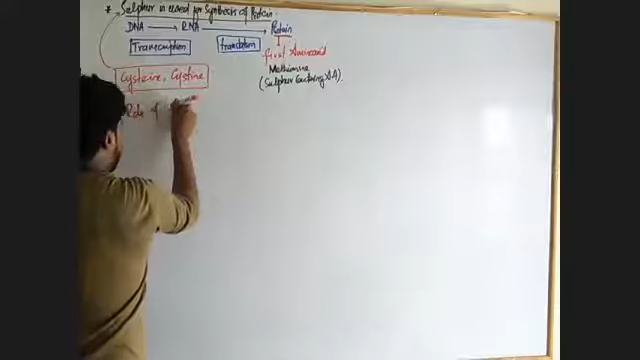 * Sulphur is used for Synthesis of Protein
DNA → RNA → Protein
Transcription
translation
first Aminoacid
Methionine
(Sulphur Containing AA).
Cysteine, Cystine
Role of